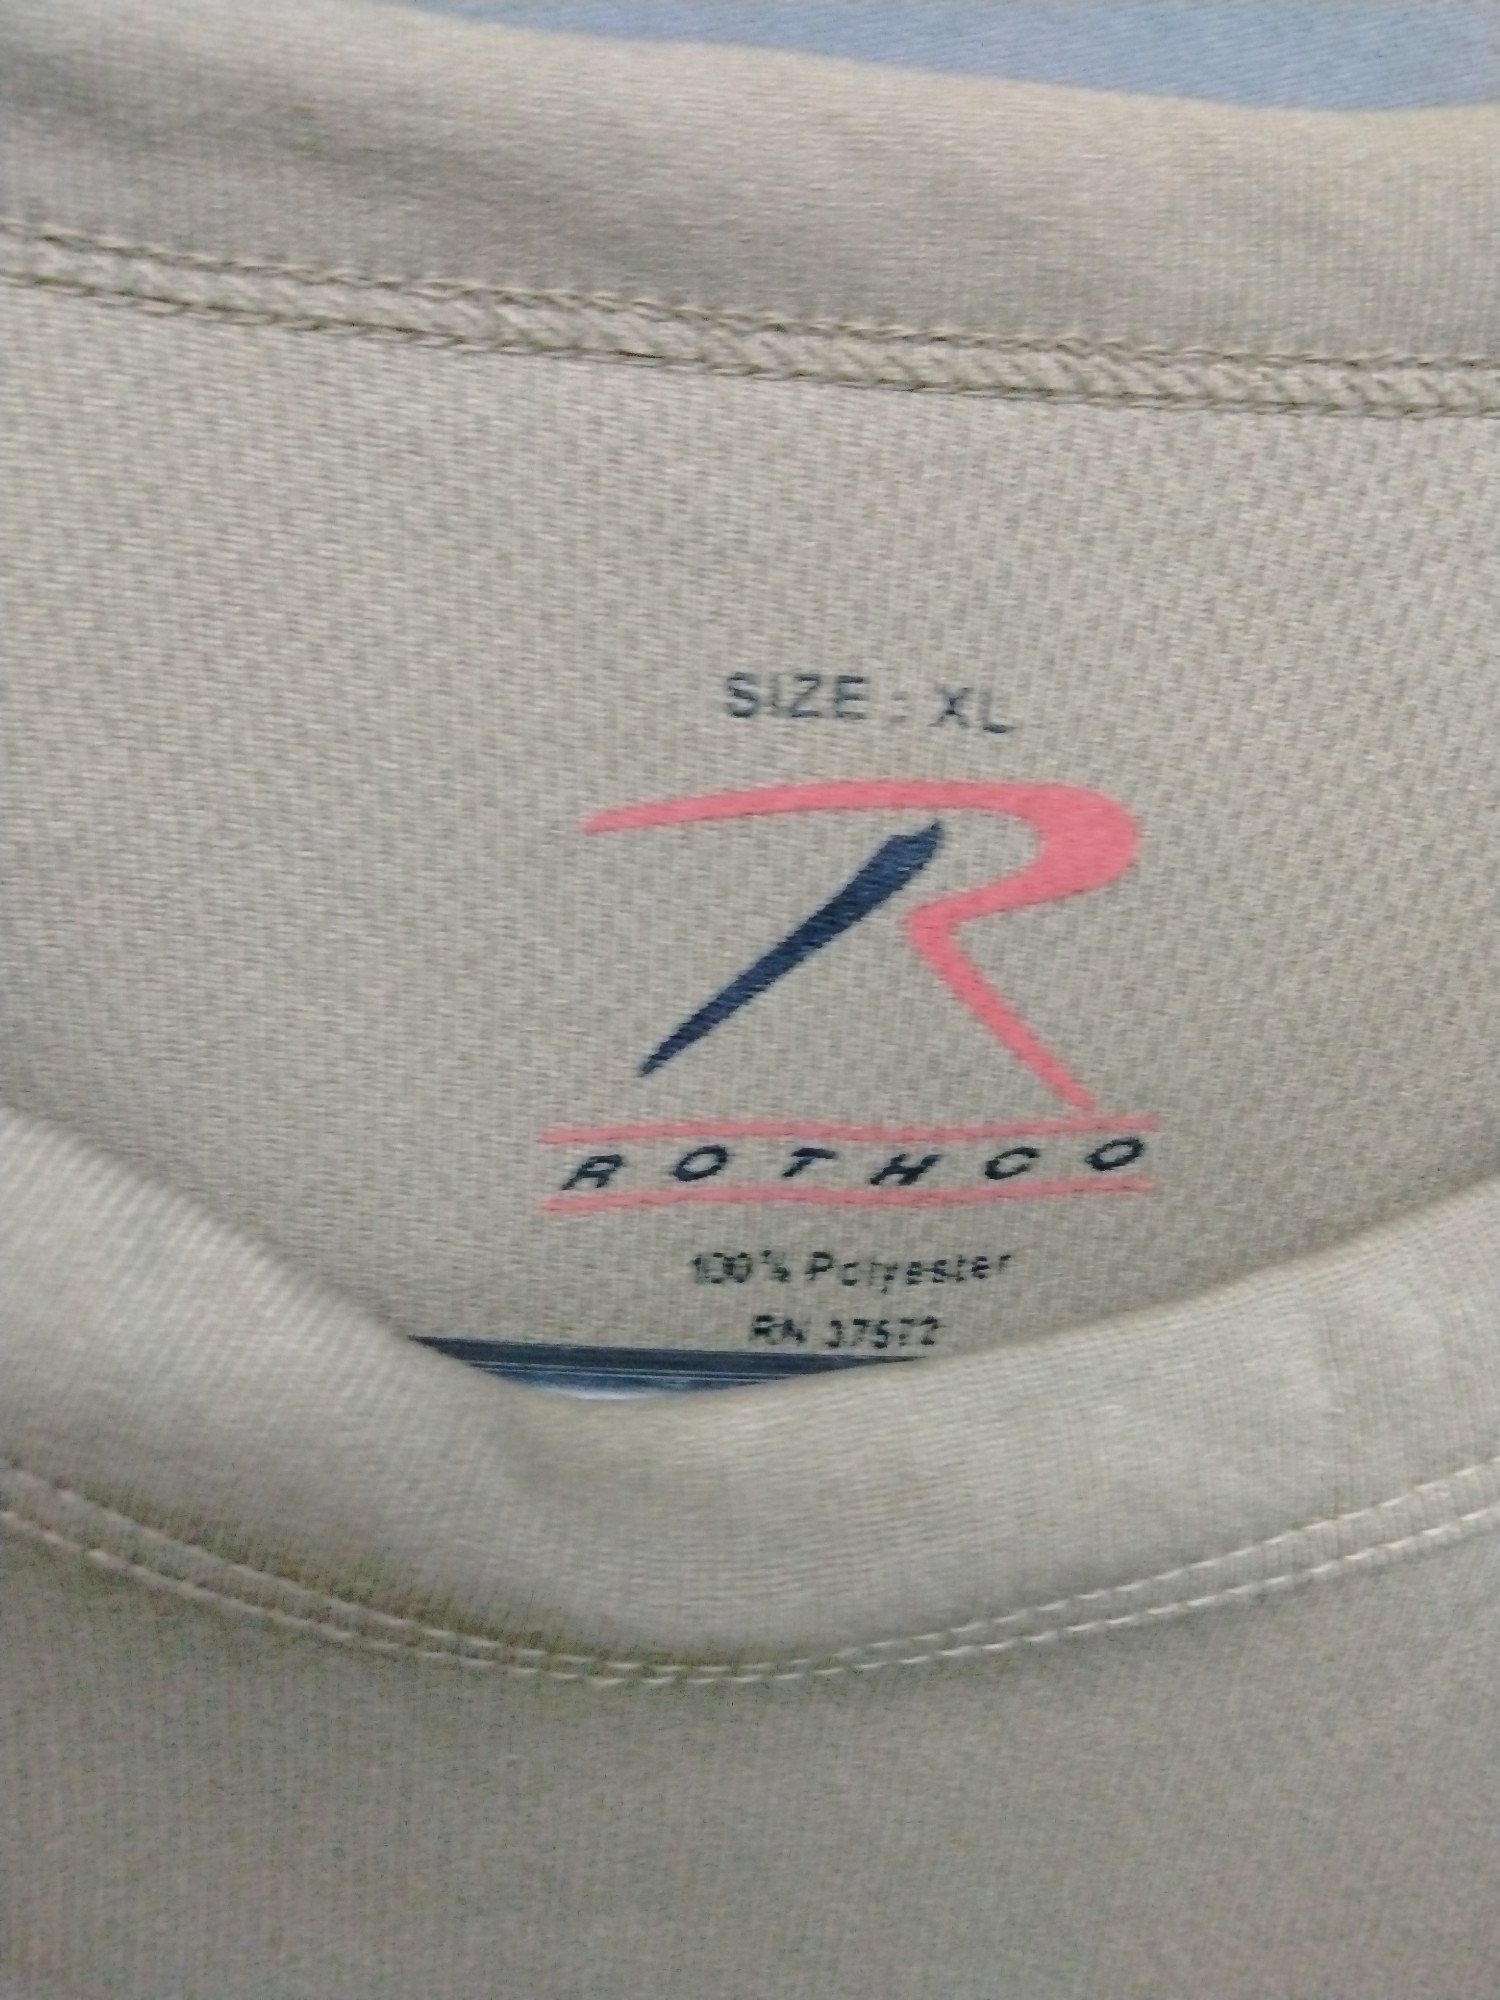 SIZE : XL
ROTHCO
100% Polyester
RN 37572